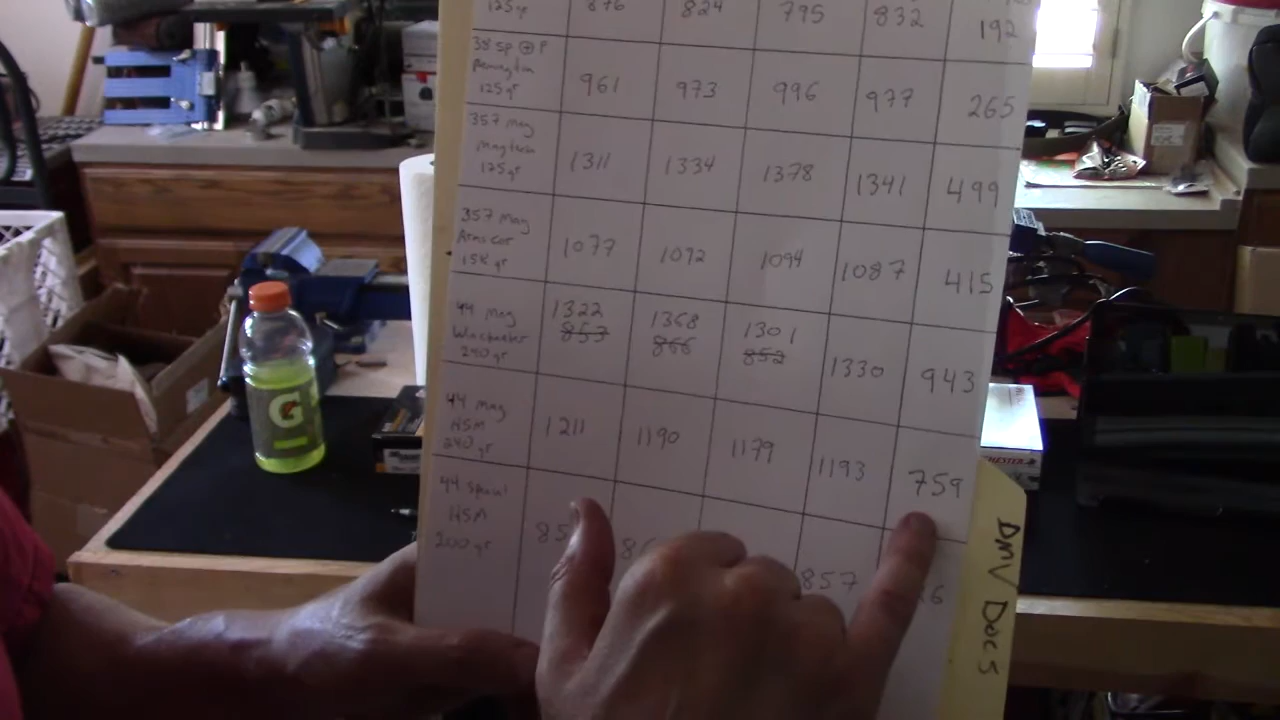 125gr 876 824 795 832 192
38 sp +P
Remington
125gr 961 973 996 977 265
357 Mag
Magtech
125gr 1311 1334 1378 1341 499
357 Mag
Armscor
158 gr 1077 1092 1094 1087 415
44 Mag
Winchester
240 gr 1322 1368 1301 1330 943
853 866 852
44 Mag
HSM
240 gr 1211 1190 1179 1193 759
44 Special
HSM
200 gr 857
DMV Docs
G